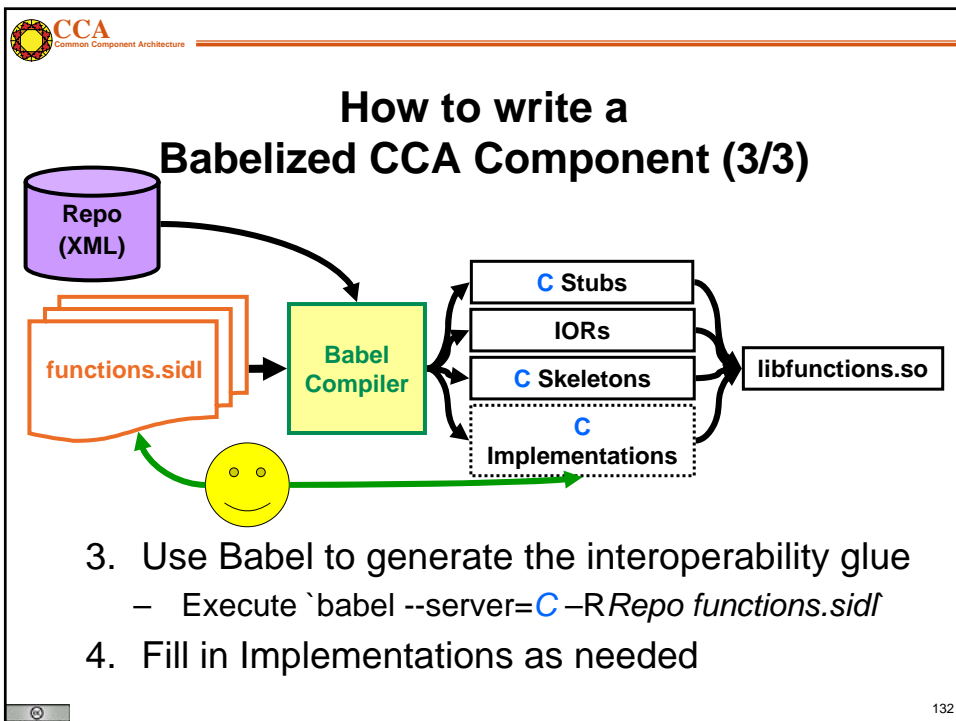 CCA
Common Component Architecture
How to write a
Babelized CCA Component (3/3)
Repo
(XML)
functions.sidl
Babel
Compiler
C Stubs
IORs
C Skeletons
C
Implementations
libfunctions.so
3. Use Babel to generate the interoperability glue
– Execute `babel --server=C –RRepo functions.sidl`
4. Fill in Implementations as needed
cc
132